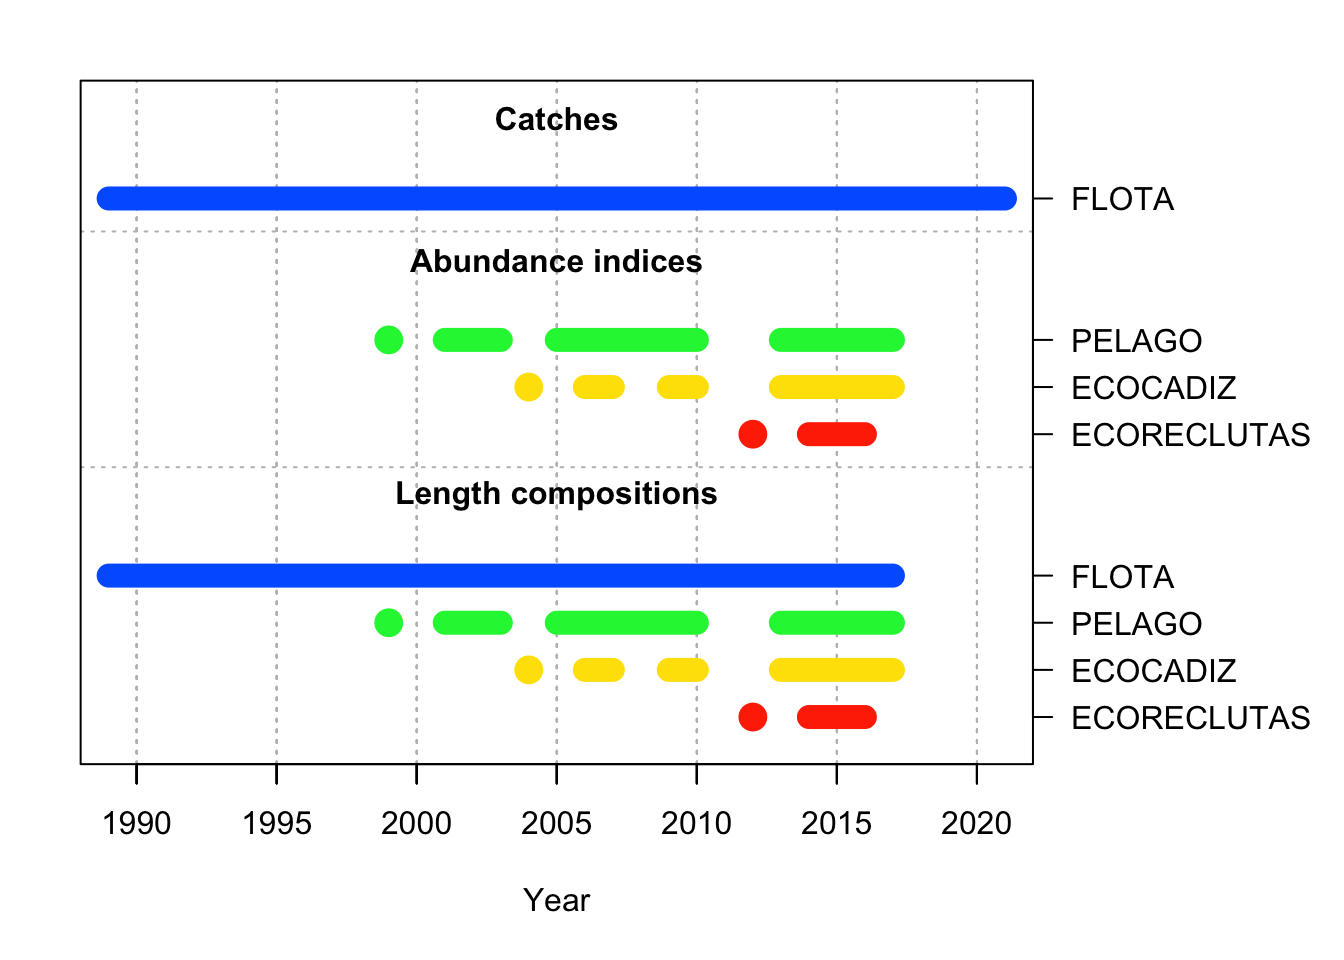 Catches
FLOTA
Abundance indices
PELAGO
ECOCADIZ
ECORECLUTAS
Length compositions
FLOTA
PELAGO
ECOCADIZ
ECORECLUTAS
1990 1995 2000 2005 2010 2015 2020
Year